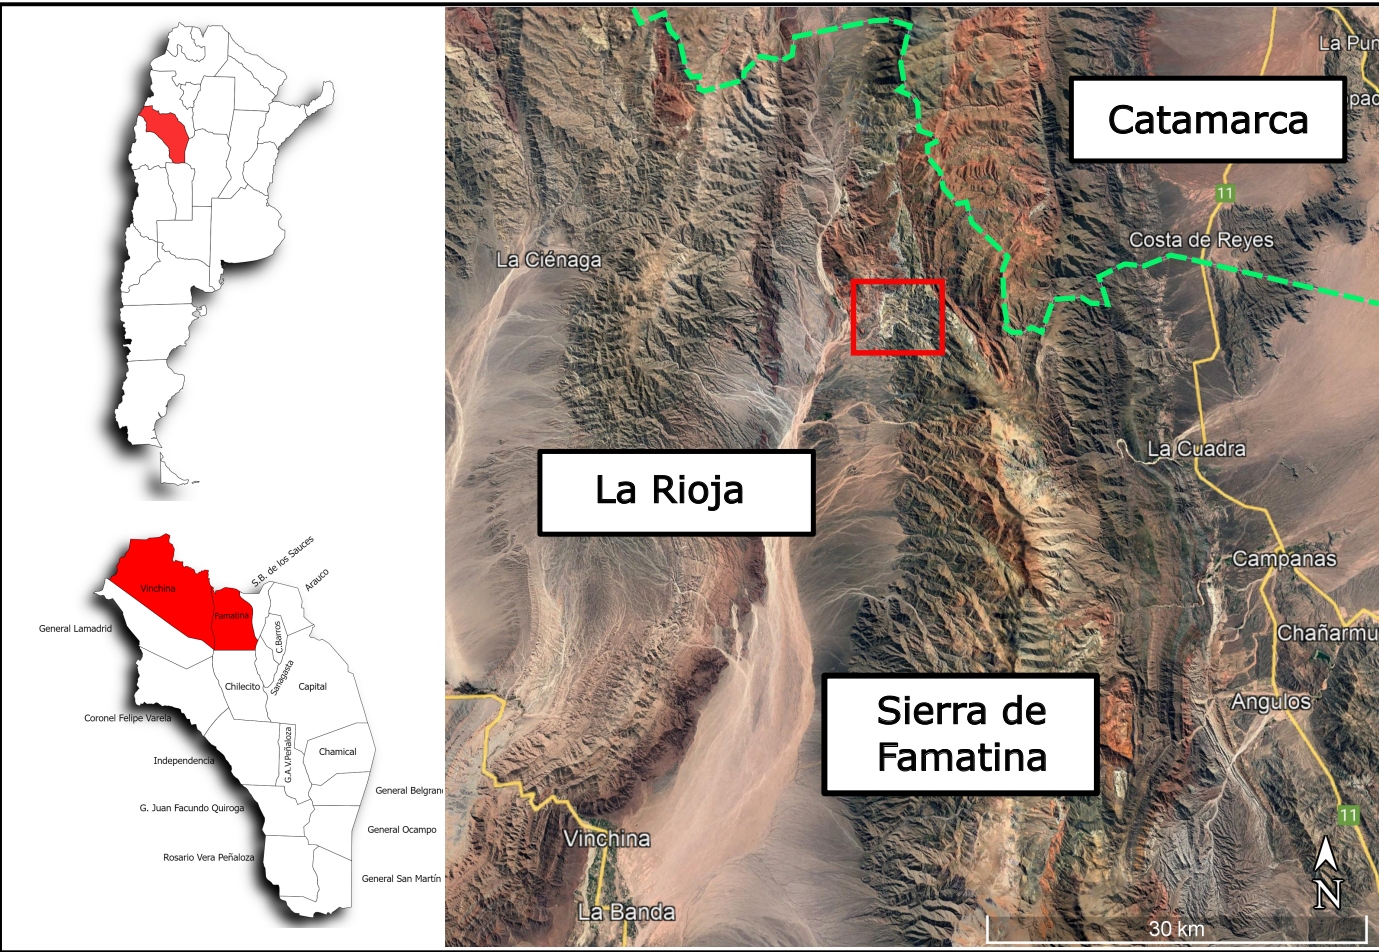 S.B. de los Sauces
Arauco
Vinchina
Famatina
General Lamadrid
C.Barros
Sanagasta
Chilecito
Capital
Coronel Felipe Varela
Independencia
G.A.V.Peñaloza
Chamical
General Belgran
G. Juan Facundo Quiroga
General Ocampo
Rosario Vera Peñaloza
General San Martín
La Pun
pac
Catamarca
11
Costa de Reyes
La Ciénaga
La Cuadra
La Rioja
Campanas
Chañarmu
Sierra de
Famatina
Angulos
11
Vinchina
La Banda
N
30 km